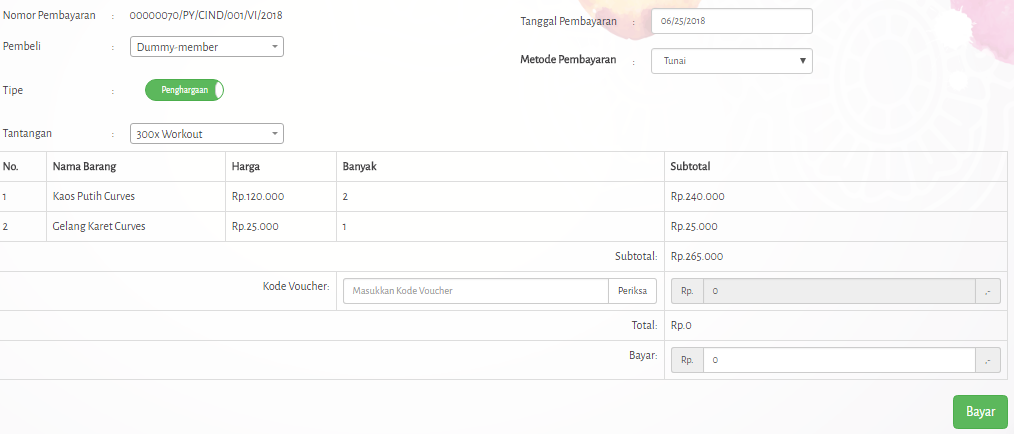 Nomor Pembayaran : 00000070/PY/CIND/001/VI/2018
Tanggal Pembayaran : 06/25/2018
Pembeli : Dummy-member
Metode Pembayaran : Tunai
Tipe : Penghargaan
Tantangan : 300x Workout
No. Nama Barang Harga Banyak Subtotal
1 Kaos Putih Curves Rp.120.000 2 Rp.240.000
2 Gelang Karet Curves Rp.25.000 1 Rp.25.000
Subtotal: Rp.265.000
Kode Voucher: Masukkan Kode Voucher Periksa Rp. 0 ,-
Total: Rp.0
Bayar: Rp. 0 ,-
Bayar